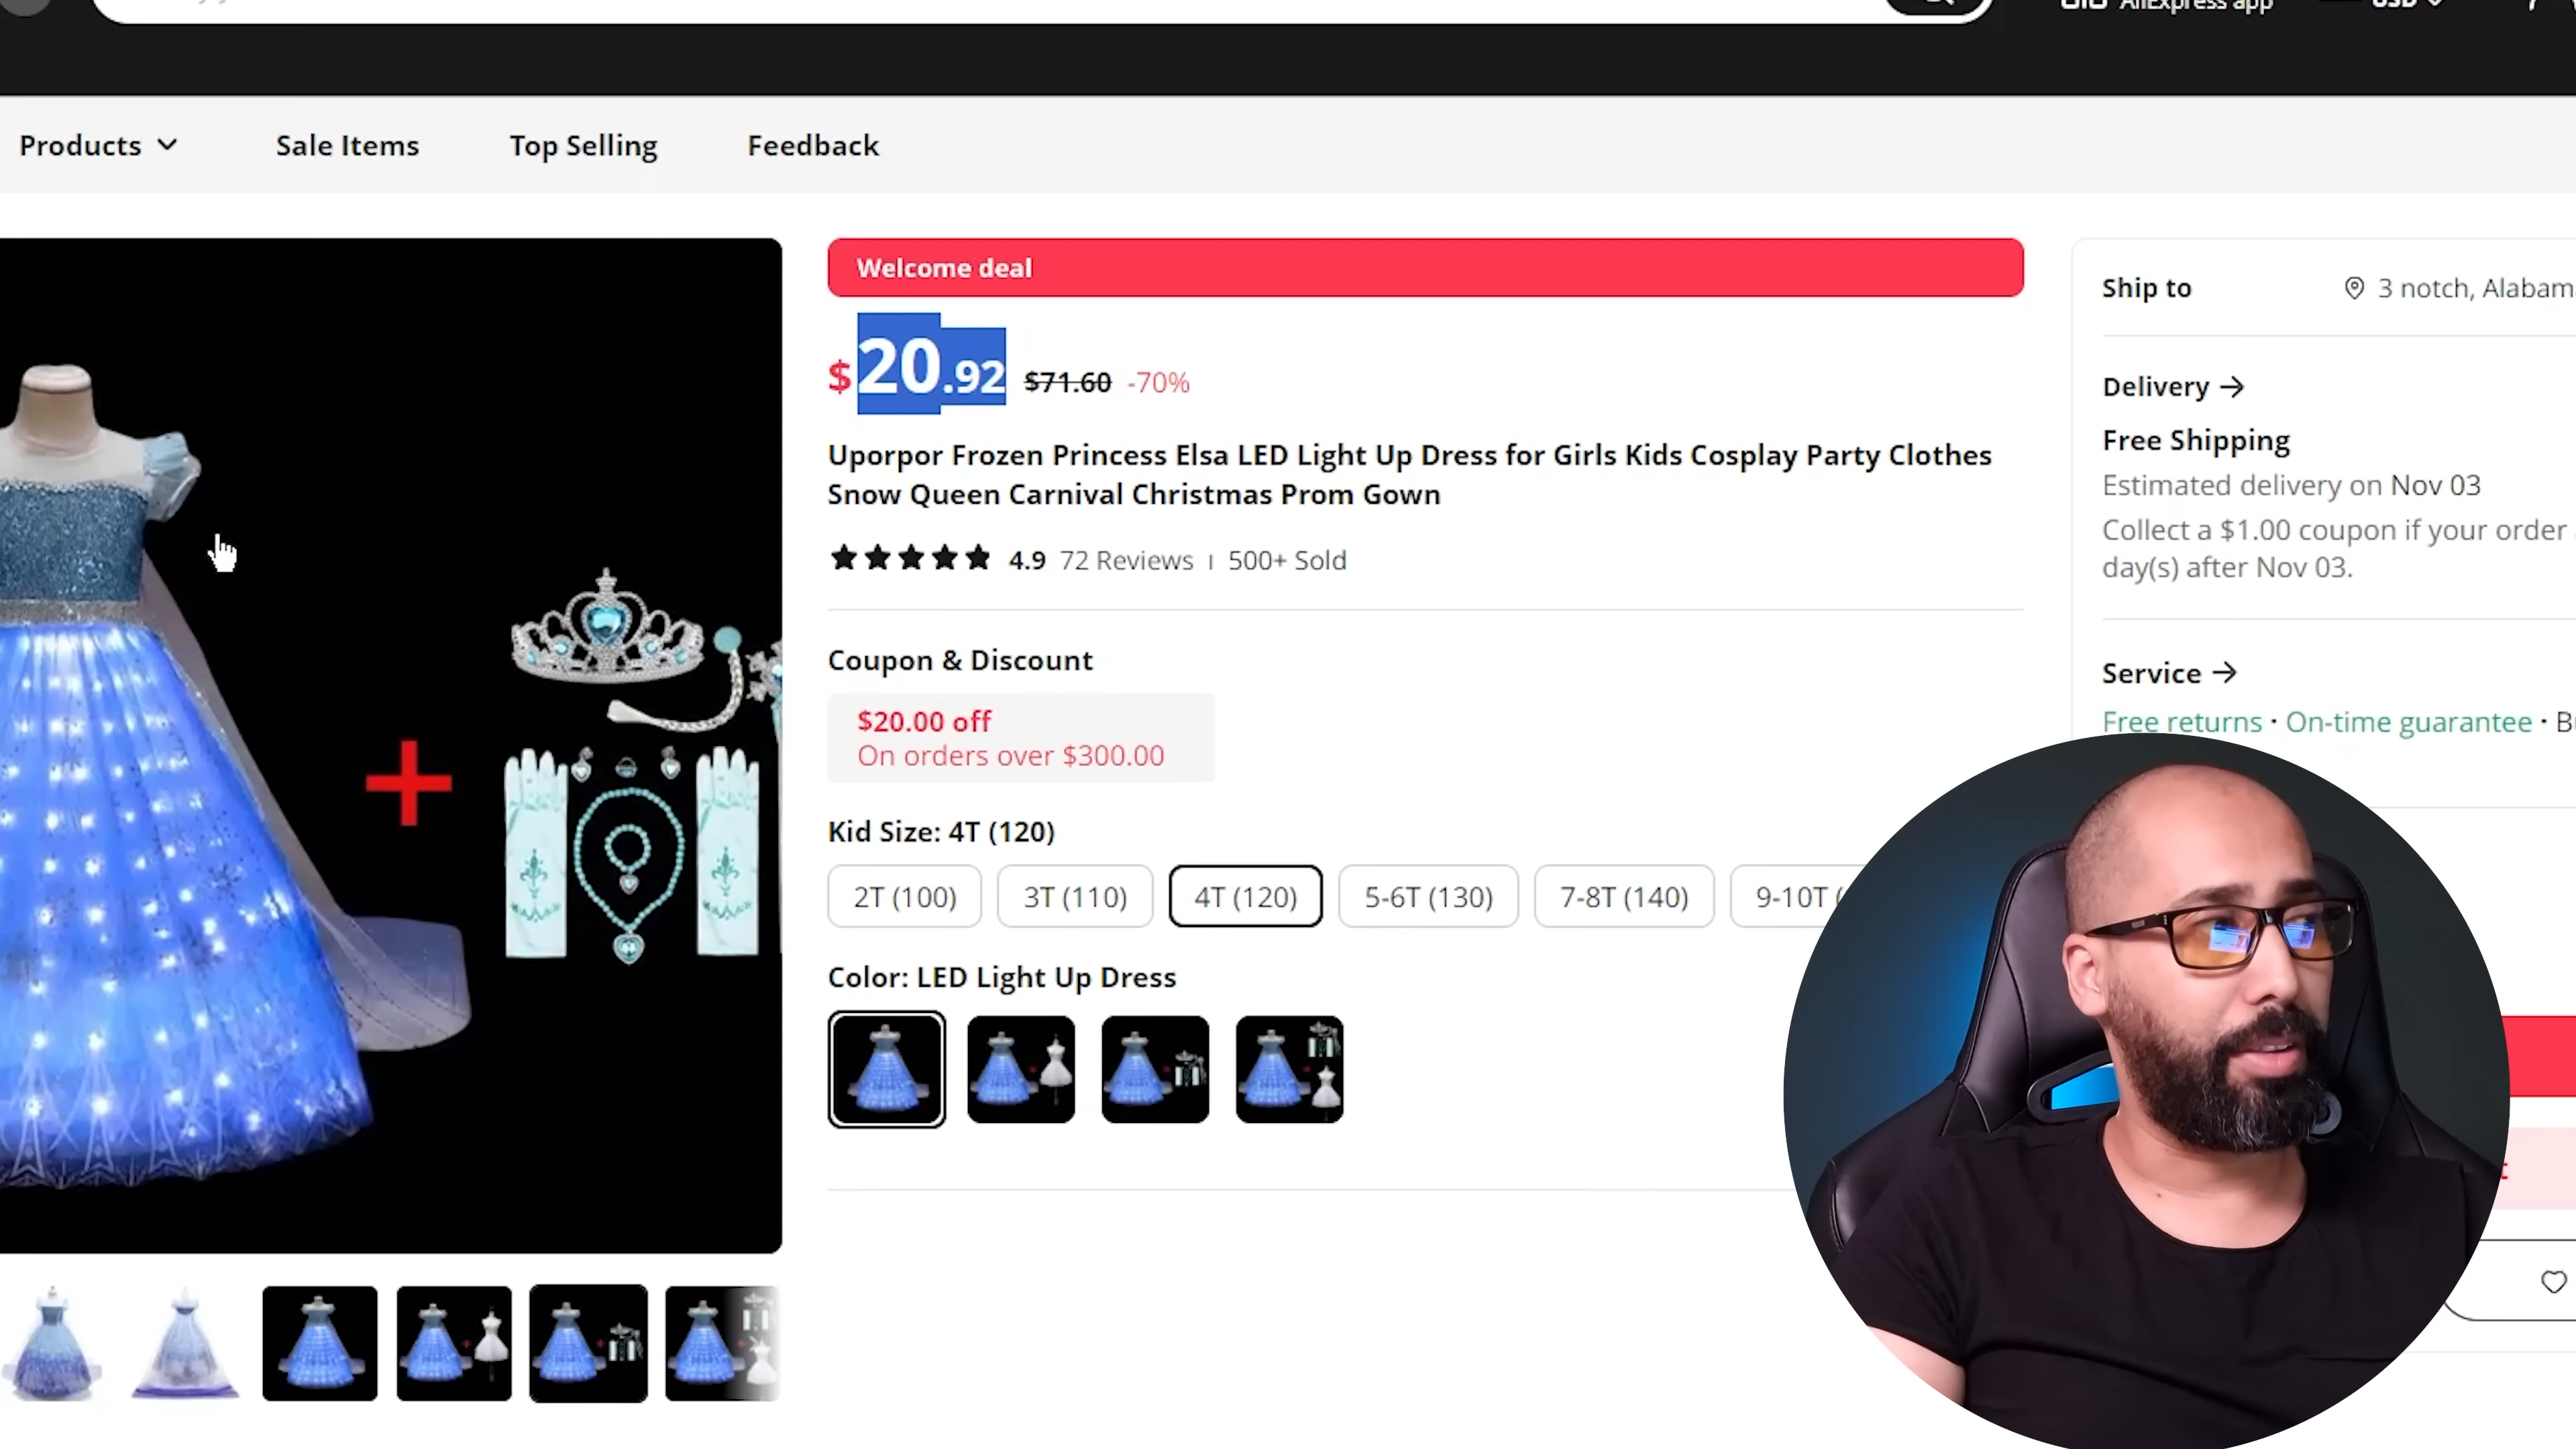 AliExpress app
USD
Products
Sale Items
Top Selling
Feedback
Welcome deal
$20.92 $71.60 -70%
Uporpor Frozen Princess Elsa LED Light Up Dress for Girls Kids Cosplay Party Clothes
Snow Queen Carnival Christmas Prom Gown
4.9 72 Reviews I 500+ Sold
Coupon & Discount
$20.00 off
On orders over $300.00
Kid Size: 4T (120)
2T (100)
3T (110)
4T (120)
5-6T (130)
7-8T (140)
9-10T (
Color: LED Light Up Dress
Ship to
3 notch, Alabam
Delivery →
Free Shipping
Estimated delivery on Nov 03
Collect a $1.00 coupon if your order
day(s) after Nov 03.
Service →
Free returns · On-time guarantee ·